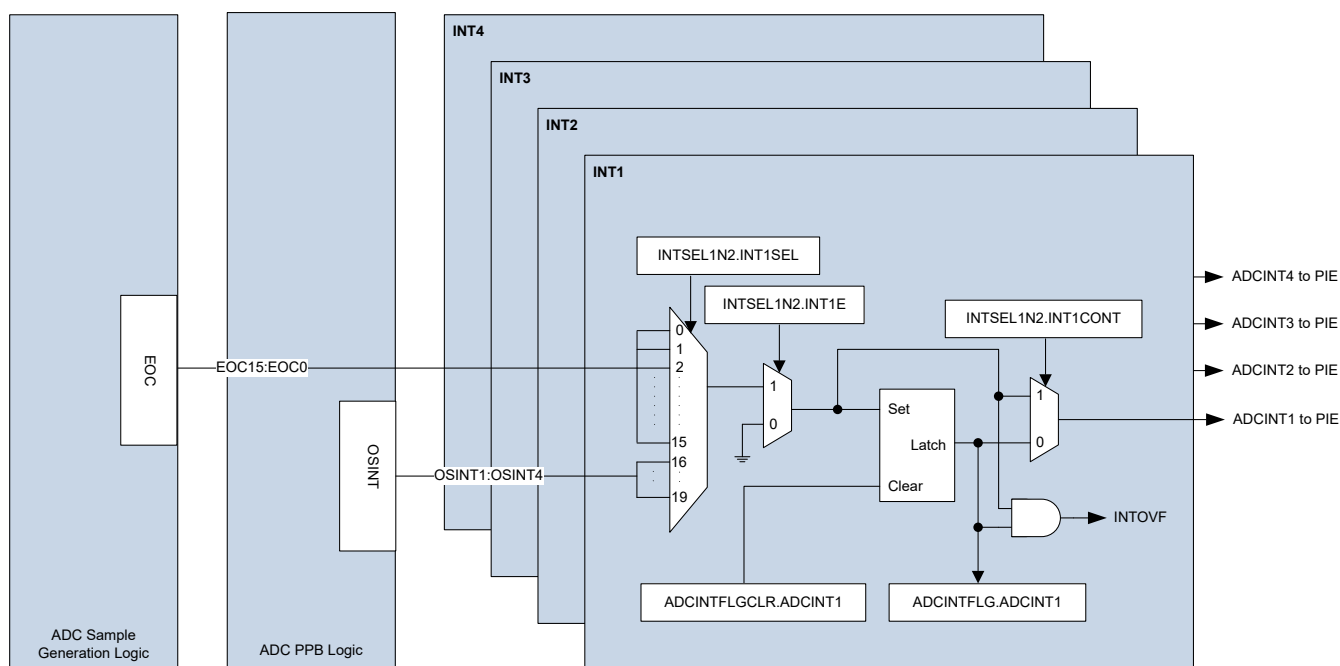 INT4
INT3
INT2
INT1
INTSEL1N2.INT1SEL
INTSEL1N2.INT1E
INTSEL1N2.INT1CONT
ADCINT4 to PIE
ADCINT3 to PIE
ADCINT2 to PIE
ADCINT1 to PIE
EOC
EOC15:EOC0
OSINT
OSINT1:OSINT4
0
1
2
15
16
19
1
0
Set
Latch
Clear
1
0
INTOVF
ADCINTFLGCLR.ADCINT1
ADCINTFLG.ADCINT1
ADC Sample
Generation Logic
ADC PPB Logic